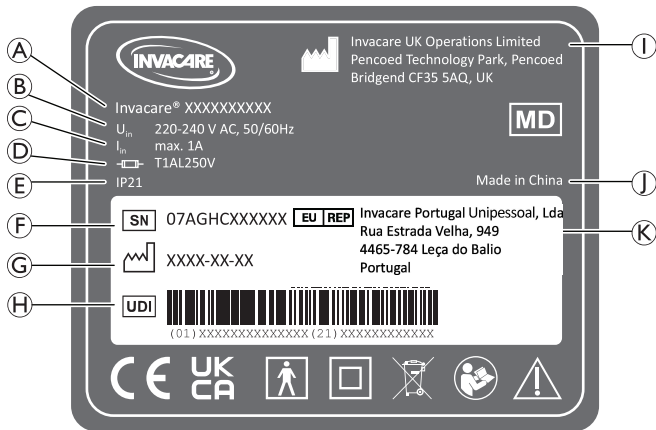 A
B
C
D
E
F
G
H
I
J
K
INVACARE
Invacare UK Operations Limited
Pencoed Technology Park, Pencoed
Bridgend CF35 5AQ, UK
Invacare® XXXXXXXXXX
Uin 220-240 V AC, 50/60Hz
Iin max. 1A
T1AL250V
IP21
MD
Made in China
SN 07AGHCXXXXXX
EU REP
Invacare Portugal Unipessoal, Lda
Rua Estrada Velha, 949
4465-784 Leça do Balio
Portugal
XXXX-XX-XX
UDI
(01)XXXXXXXXXXXXXX(21)XXXXXXXXXXXX
CE
UK
CA